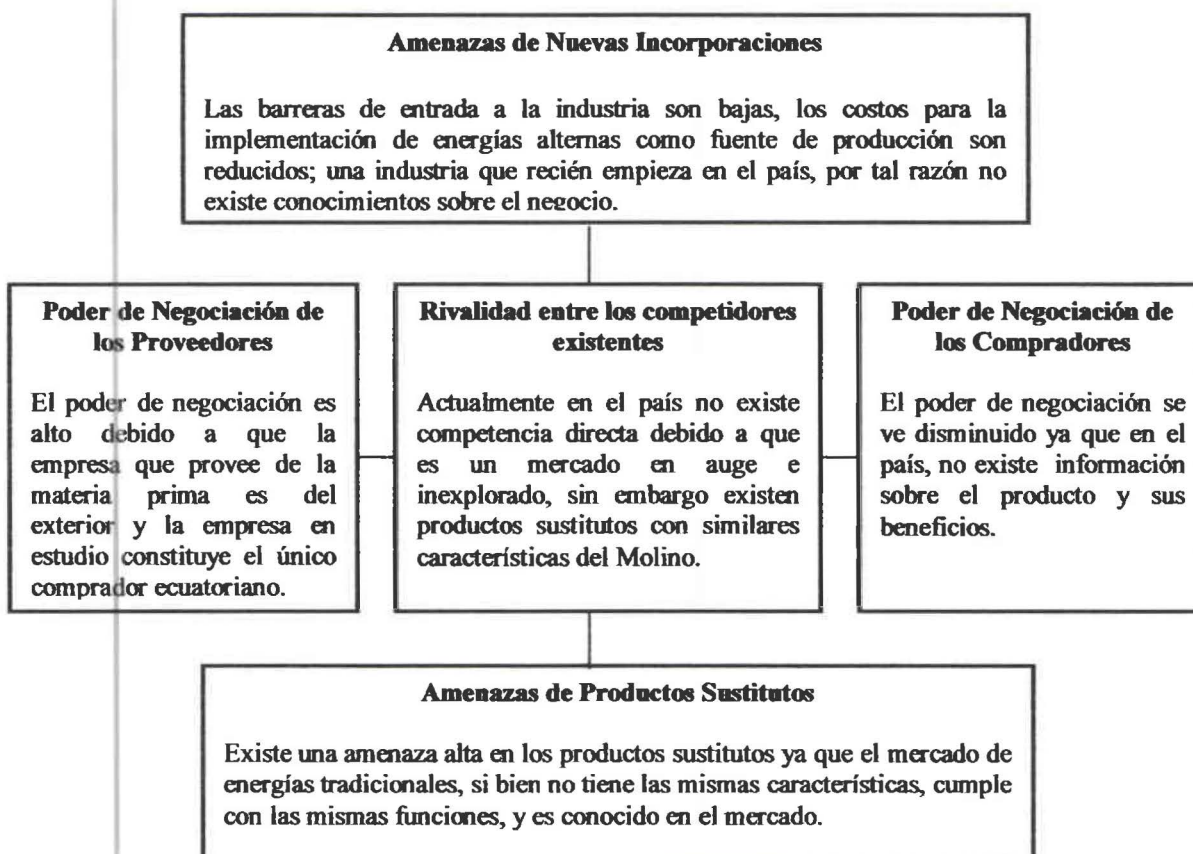 Amenazas de Nuevas Incorporaciones
Las barreras de entrada a la industria son bajas, los costos para la
implementación de energías alternas como fuente de producción son
reducidos; una industria que recién empieza en el país, por tal razón no
existe conocimientos sobre el negocio.
Poder de Negociación de
los Proveedores
El poder de negociación es
alto debido a que la
empresa que provee de la
materia prima es del
exterior y la empresa en
estudio constituye el único
comprador ecuatoriano.
Rivalidad entre los competidores
existentes
Actualmente en el país no existe
competencia directa debido a que
es un mercado en auge e
inexplorado, sin embargo existen
productos sustitutos con similares
características del Molino.
Poder de Negociación de
los Compradores
El poder de negociación se
ve disminuido ya que en el
país, no existe información
sobre el producto y sus
beneficios.
Amenazas de Productos Sustitutos
Existe una amenaza alta en los productos sustitutos ya que el mercado de
energías tradicionales, si bien no tiene las mismas características, cumple
con las mismas funciones, y es conocido en el mercado.